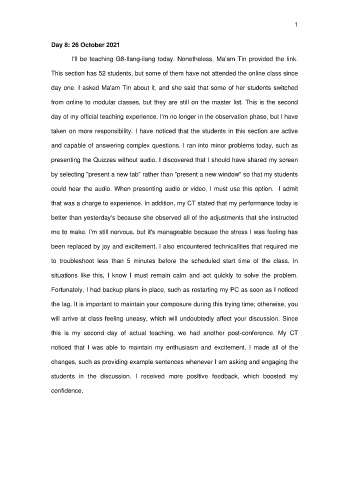 1
Day 8: 26 October 2021
I'll be teaching G8-Ilang-ilang today. Nonetheless, Ma'am Tin provided the link.
This section has 52 students, but some of them have not attended the online class since
day one. I asked Ma'am Tin about it, and she said that some of her students switched
from online to modular classes, but they are still on the master list. This is the second
day of my official teaching experience. I'm no longer in the observation phase, but I have
taken on more responsibility. I have noticed that the students in this section are active
and capable of answering complex questions. I ran into minor problems today, such as
presenting the Quizzes without audio. I discovered that I should have shared my screen
by selecting "present a new tab" rather than "present a new window" so that my students
could hear the audio. When presenting audio or video, I must use this option. I admit
that was a charge to experience. In addition, my CT stated that my performance today is
better than yesterday's because she observed all of the adjustments that she instructed
me to make. I'm still nervous, but it's manageable because the stress I was feeling has
been replaced by joy and excitement. I also encountered technicalities that required me
to troubleshoot less than 5 minutes before the scheduled start time of the class. In
situations like this, I know I must remain calm and act quickly to solve the problem.
Fortunately, I had backup plans in place, such as restarting my PC as soon as I noticed
the lag. It is important to maintain your composure during this trying time; otherwise, you
will arrive at class feeling uneasy, which will undoubtedly affect your discussion. Since
this is my second day of actual teaching, we had another post-conference. My CT
noticed that I was able to maintain my enthusiasm and excitement. I made all of the
changes, such as providing example sentences whenever I am asking and engaging the
students in the discussion. I received more positive feedback, which boosted my
confidence.